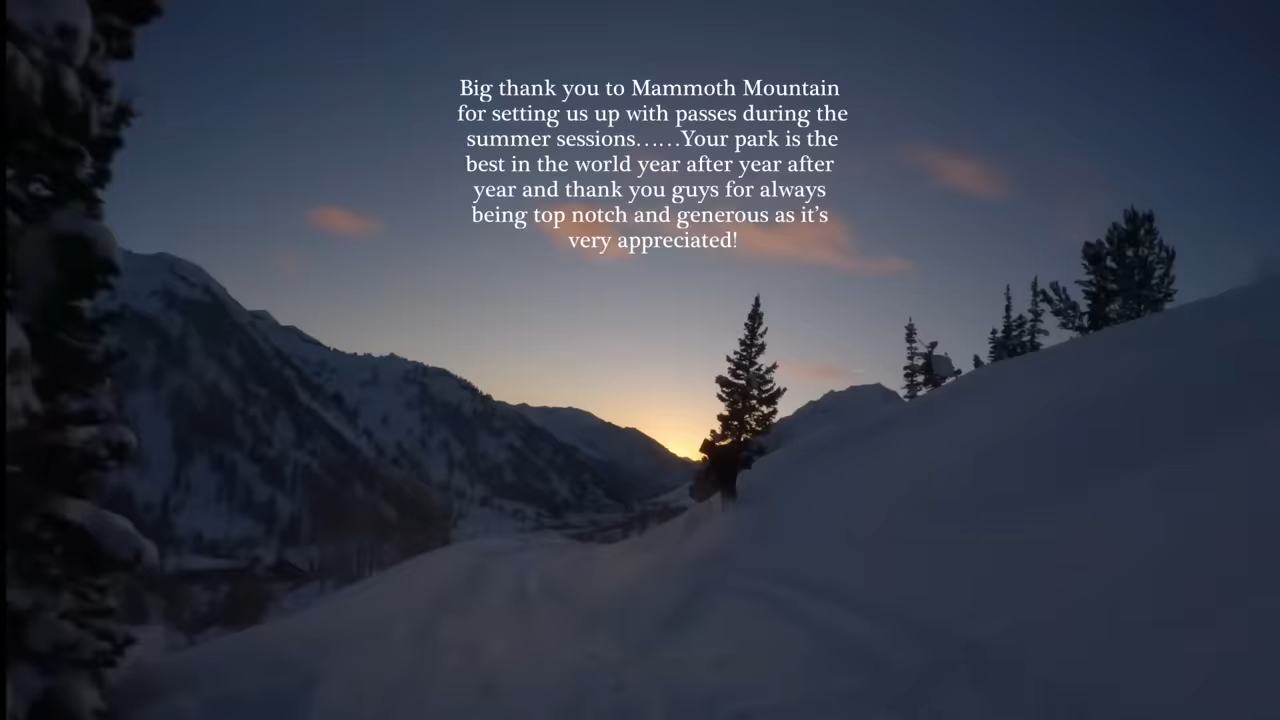 Big thank you to Mammoth Mountain
for setting us up with passes during the
summer sessions......Your park is the
best in the world year after year after
year and thank you guys for always
being top notch and generous as it’s
very appreciated!